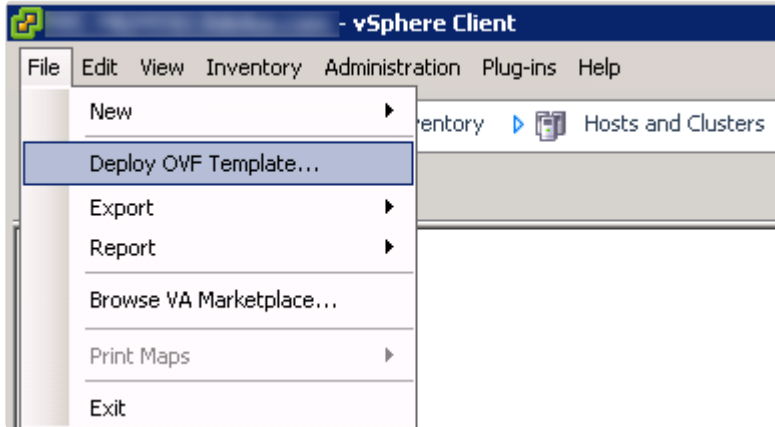 - vSphere Client
File Edit View Inventory Administration Plug-ins Help
New
entory Hosts and Clusters
Deploy OVF Template...
Export
Report
Browse VA Marketplace...
Print Maps
Exit